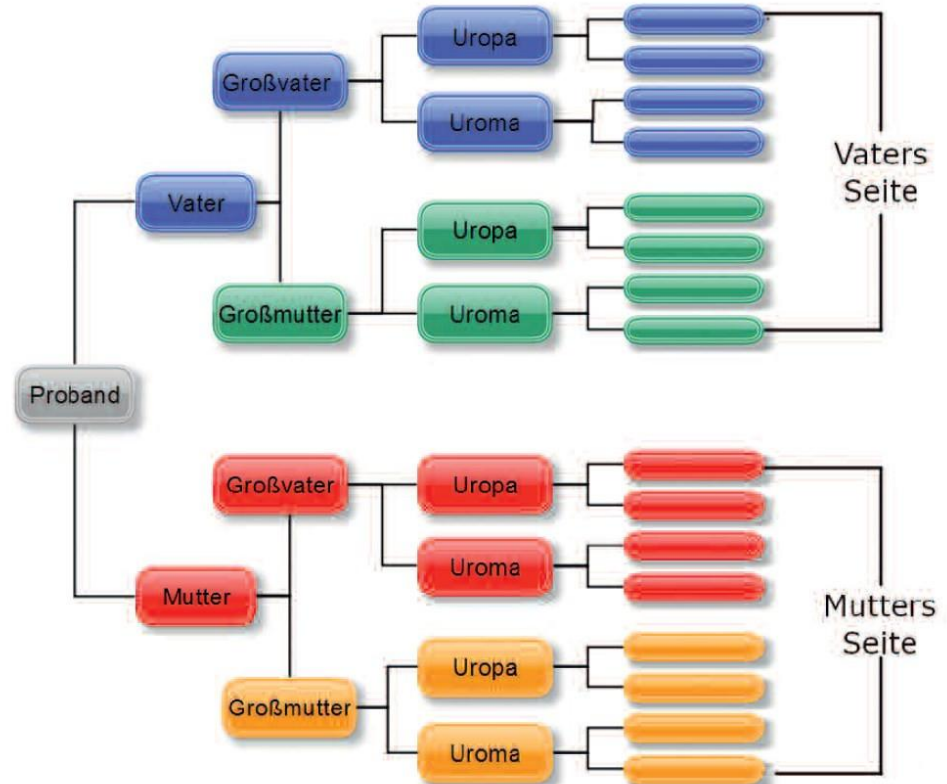 Uropa
Großvater
Uroma
Vaters
Seite
Vater
Uropa
Großmutter
Uroma
Proband
Großvater
Uropa
Uroma
Mutter
Mutters
Seite
Uropa
Großmutter
Uroma